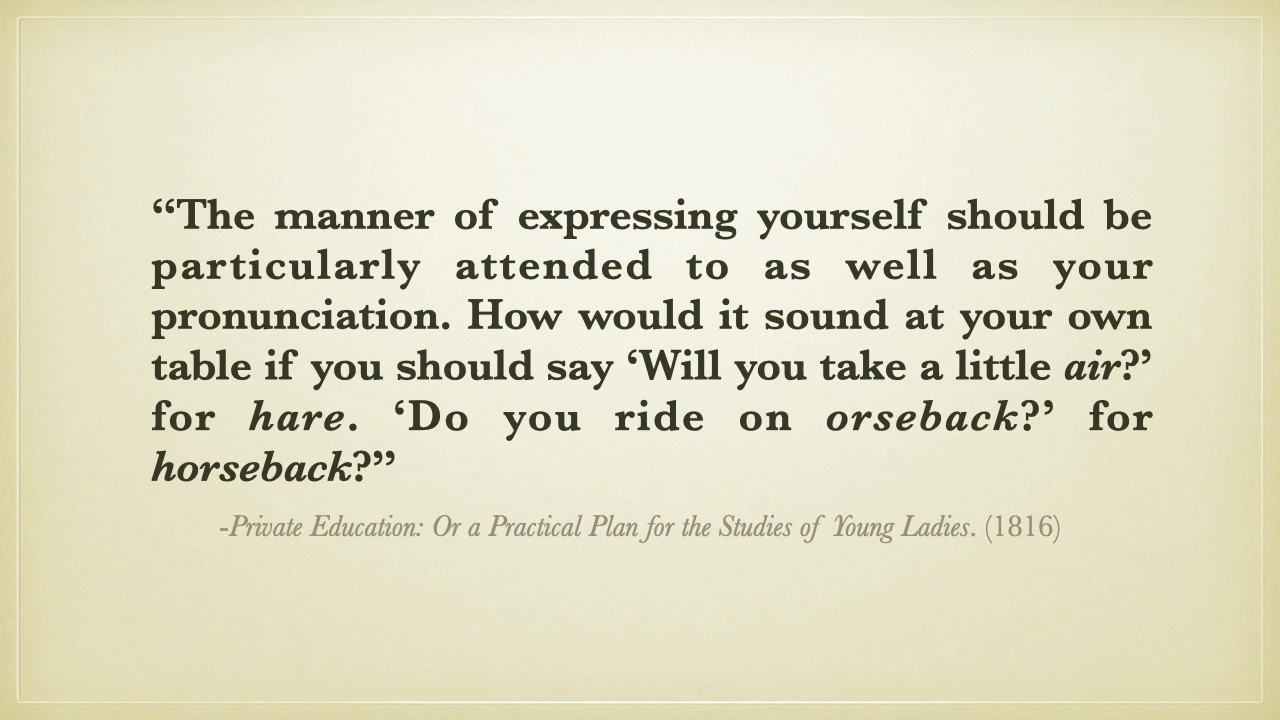 “The manner of expressing yourself should be
particularly attended to as well as your
pronunciation. How would it sound at your own
table if you should say ‘Will you take a little air?’
for hare. ‘Do you ride on orseback?’ for
horseback?”
-Private Education: Or a Practical Plan for the Studies of Young Ladies. (1816)